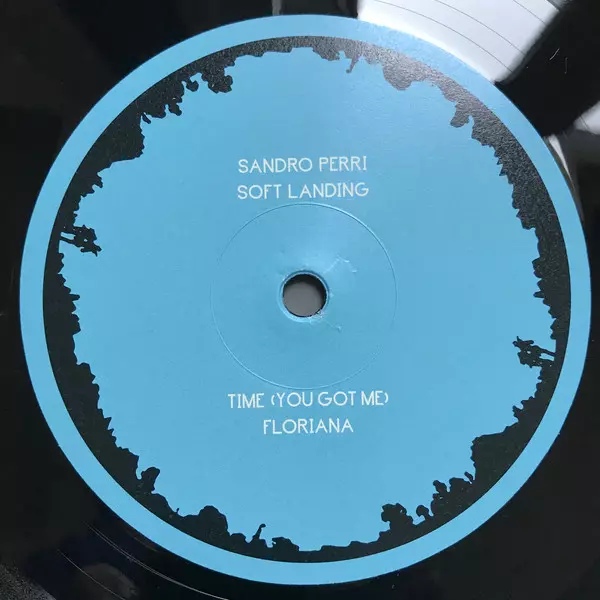 SANDRO PERRI
SOFT LANDING
TIME (YOU GOT ME)
FLORIANA